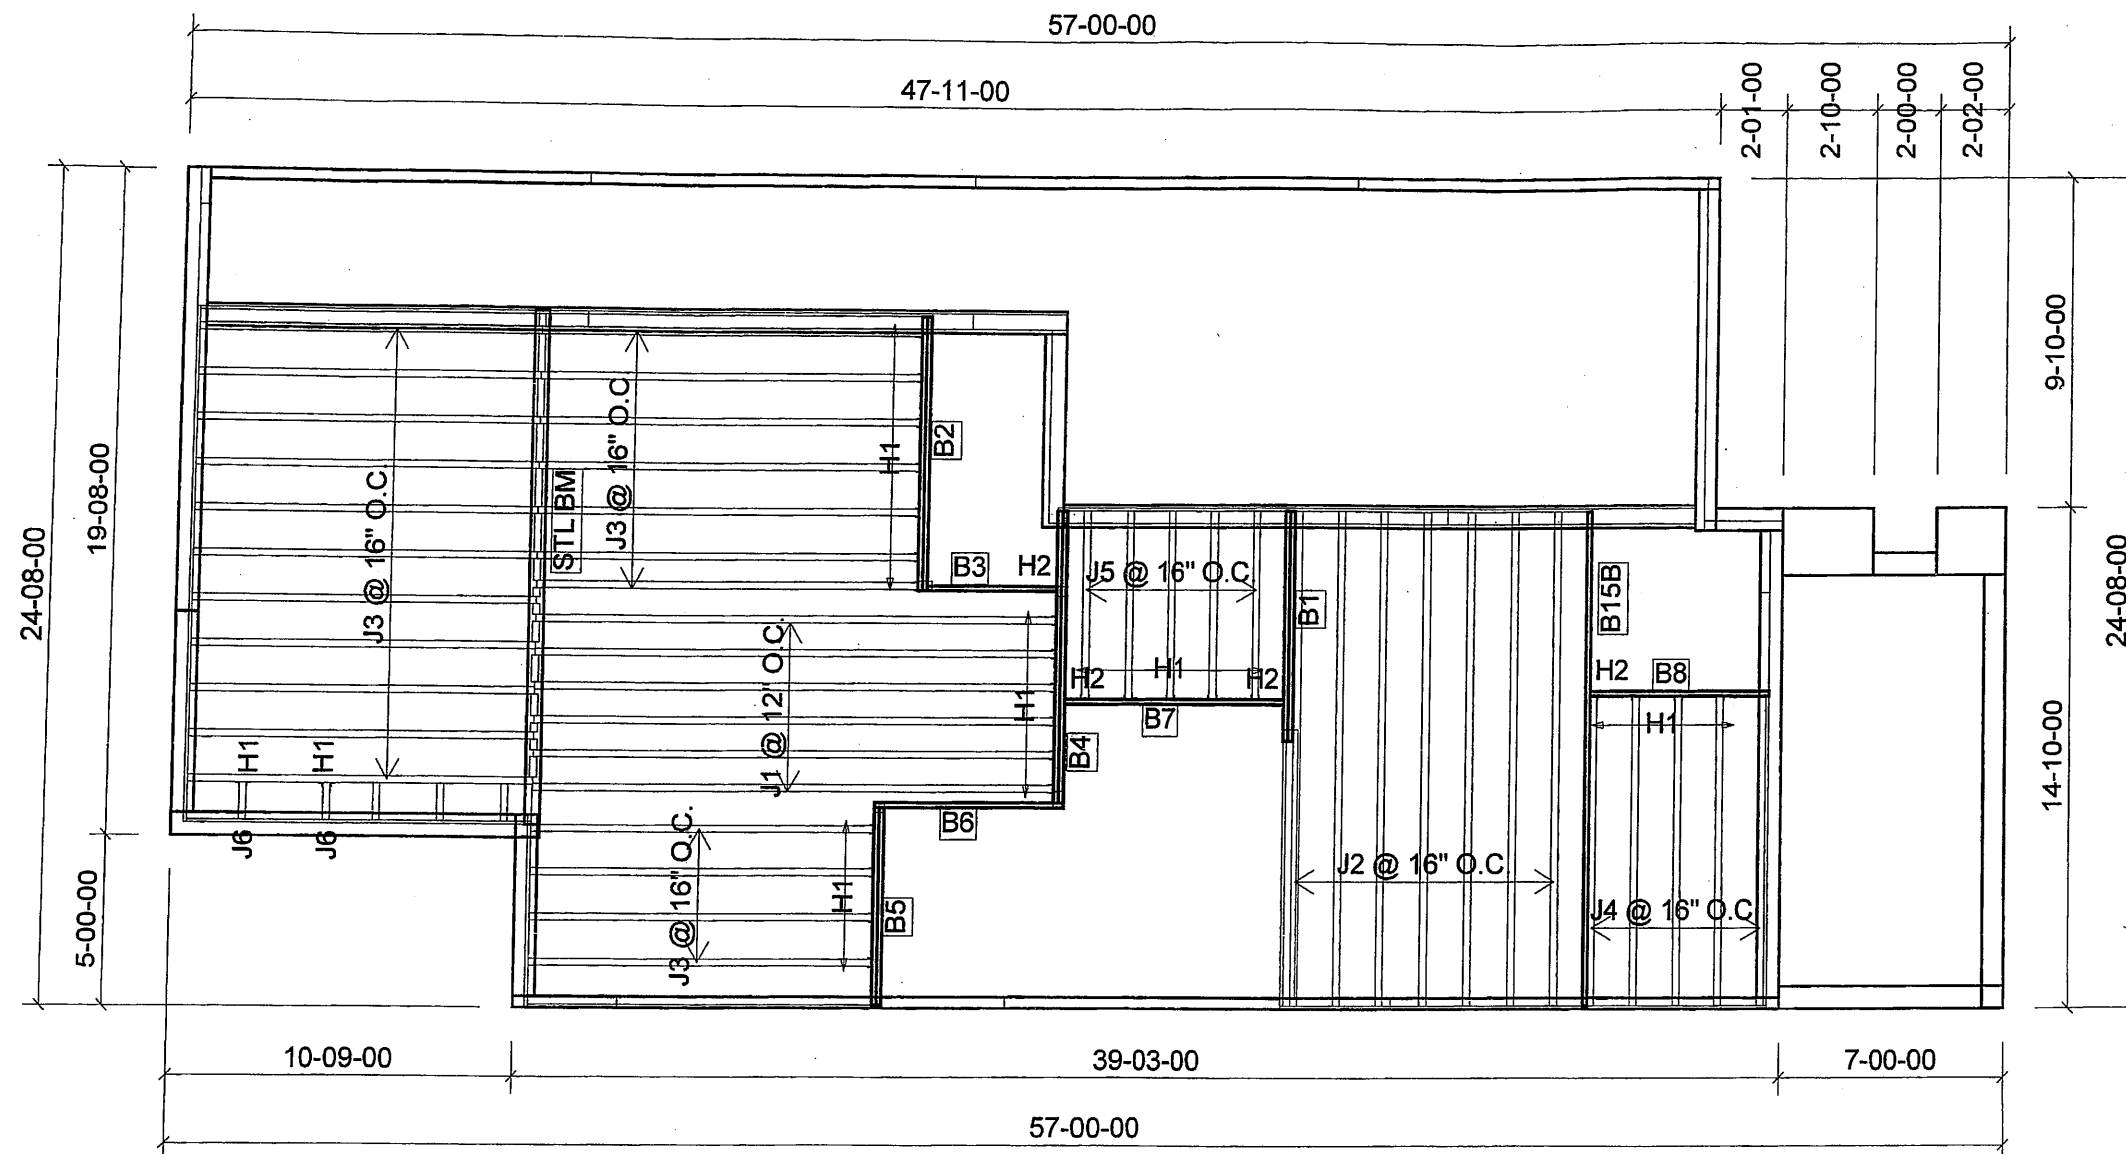 57-00-00
47-11-00
2-01-00
2-10-00
2-00-00
2-02-00
24-08-00
19-08-00
5-00-00
9-10-00
14-10-00
24-08-00
J3 @ 16" O.C.
STL BM
J3 @ 16" O.C.
H1
B2
B3
H2
J5 @ 16" O.C
B1
B15B
H2
H1
H2
B7
H2
B8
H1
J1 @ 12" O.C.
H1
B4
H1
H1
J6
J6
B6
J3 @ 16" O.C.
H1
B5
J2 @ 16" O.C
J4 @ 16" O.C
10-09-00
39-03-00
7-00-00
57-00-00